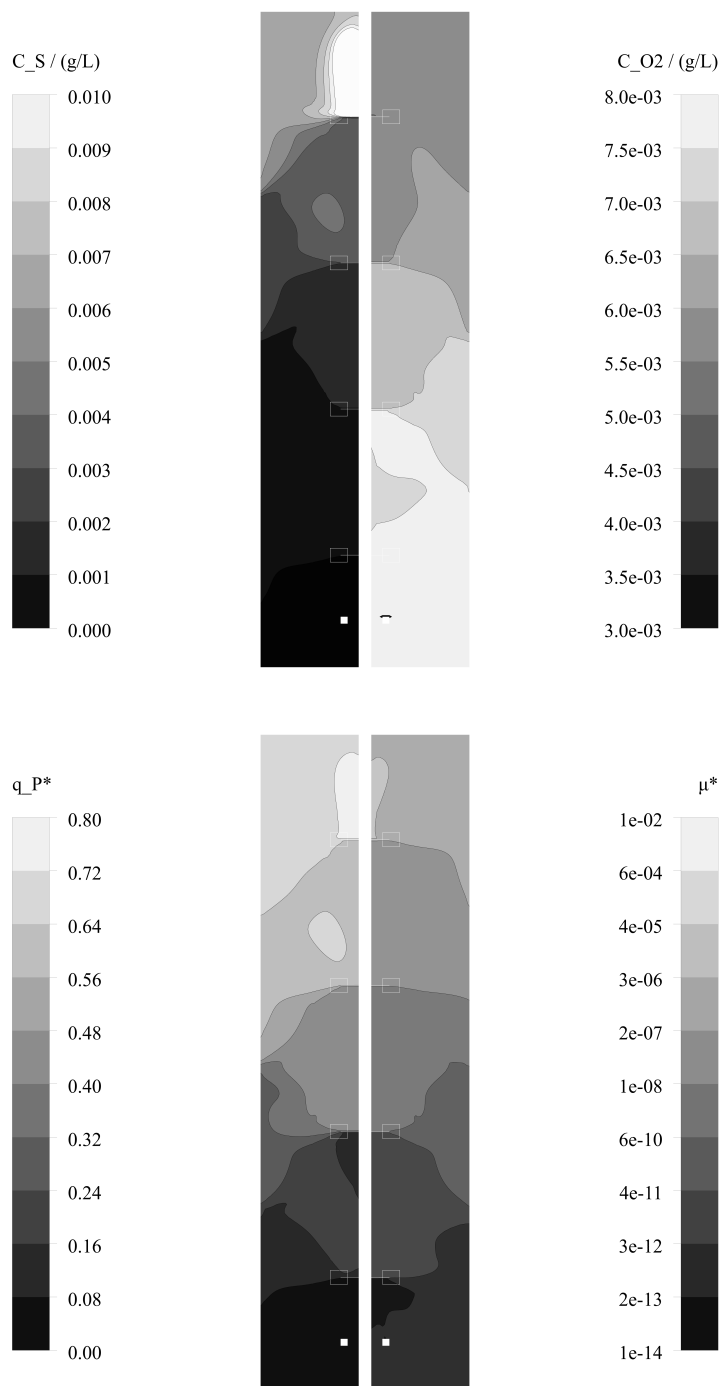 C_S / (g/L)
0.010
0.009
0.008
0.007
0.006
0.005
0.004
0.003
0.002
0.001
0.000
C_O2 / (g/L)
8.0e-03
7.5e-03
7.0e-03
6.5e-03
6.0e-03
5.5e-03
5.0e-03
4.5e-03
4.0e-03
3.5e-03
3.0e-03
q_P*
0.80
0.72
0.64
0.56
0.48
0.40
0.32
0.24
0.16
0.08
0.00
µ*
1e-02
6e-04
4e-05
3e-06
2e-07
1e-08
6e-10
4e-11
3e-12
2e-13
1e-14